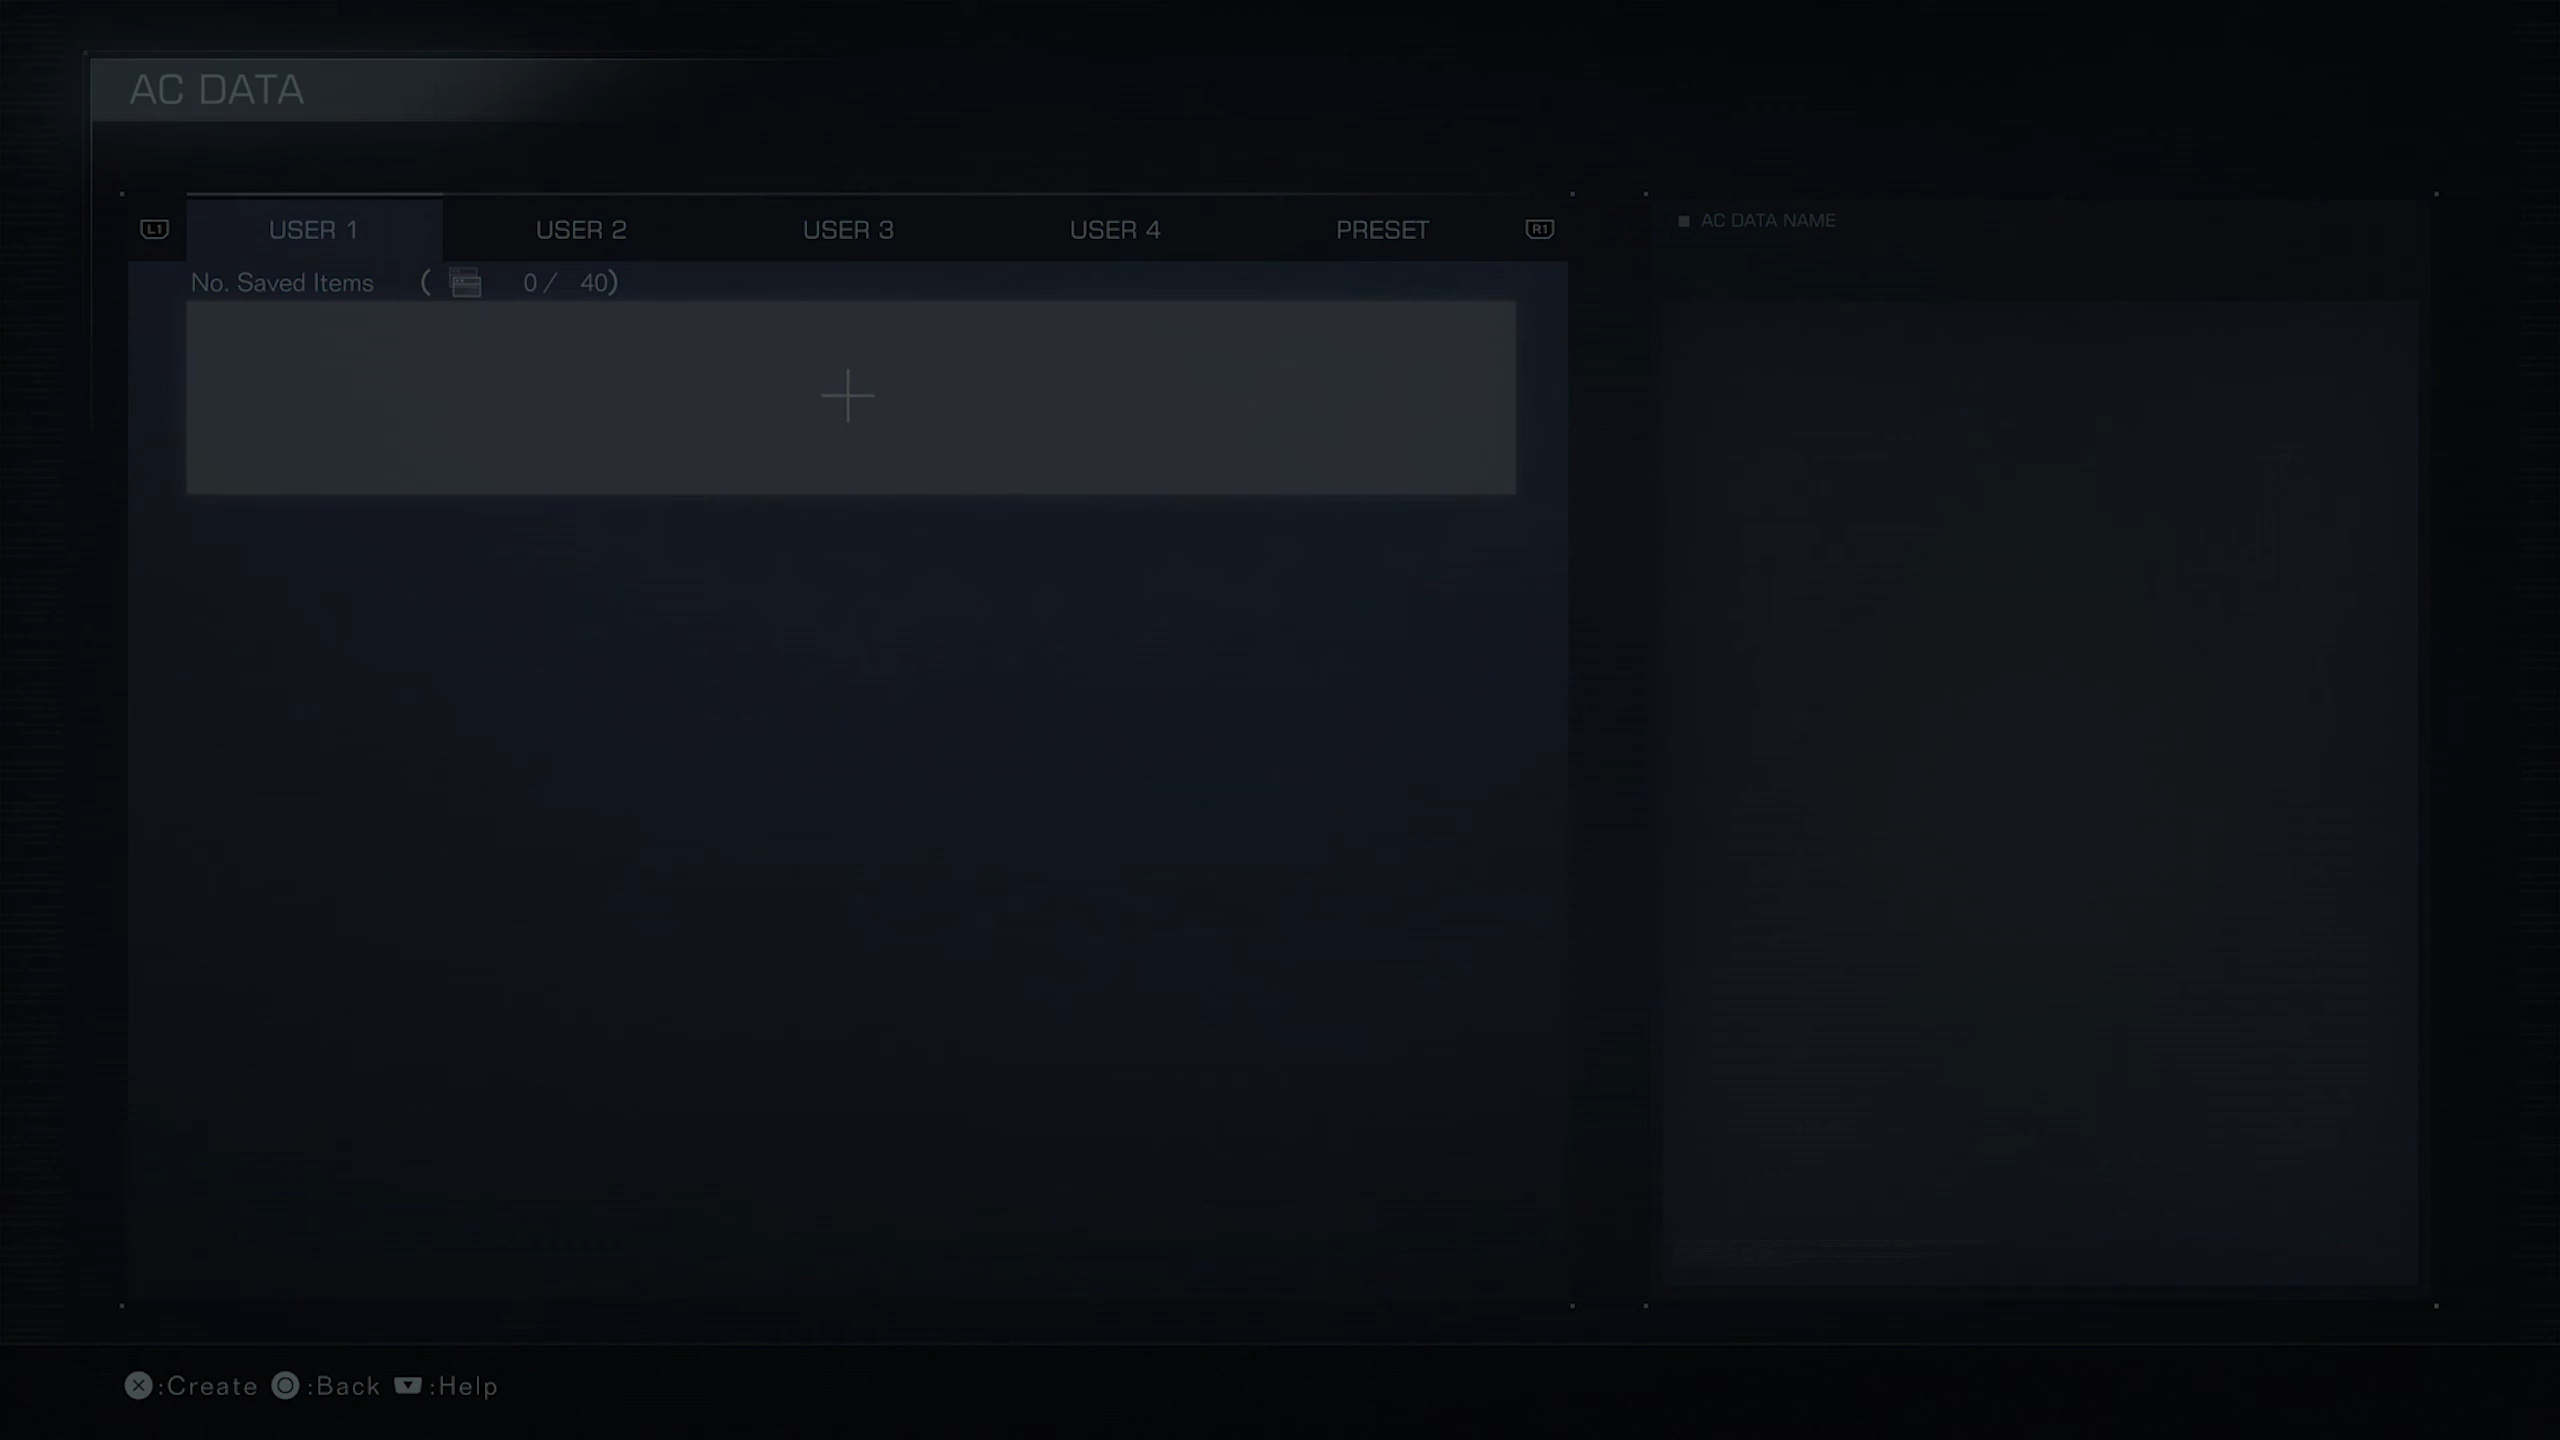 AC DATA
L1 USER 1 USER 2 USER 3 USER 4 PRESET R1
No. Saved Items ( 0 / 40)
AC DATA NAME
:Create :Back :Help